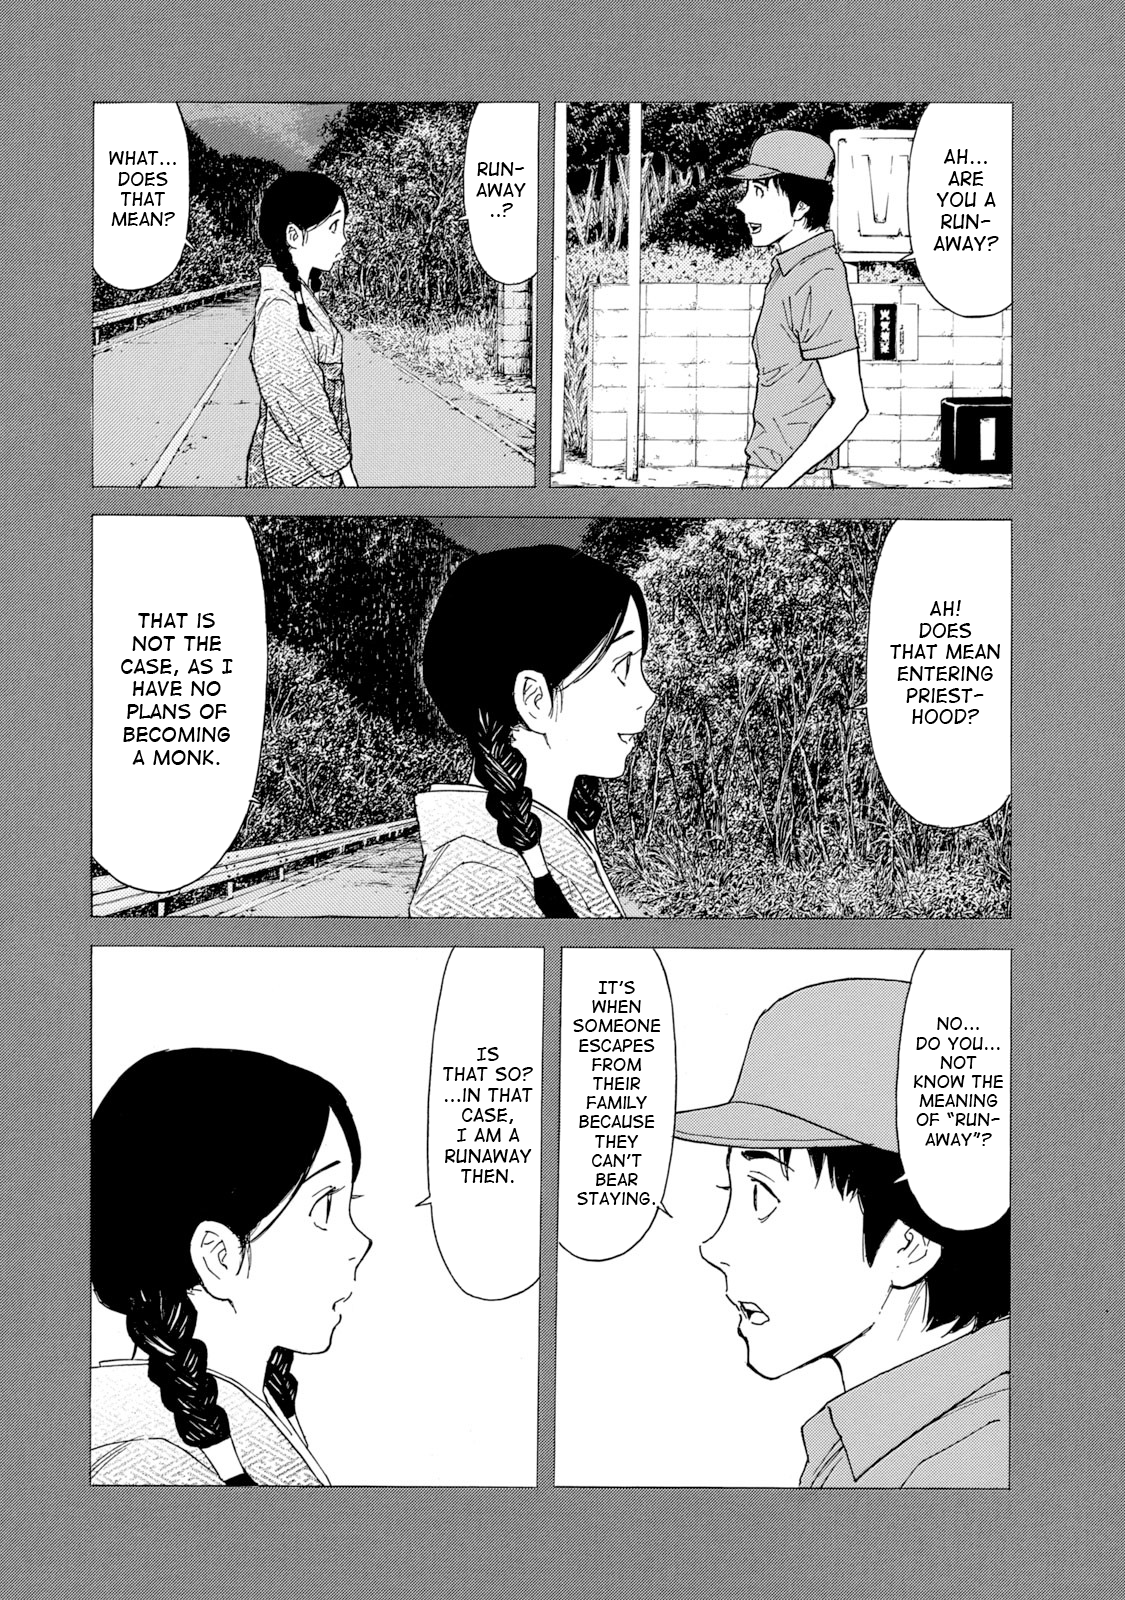 AH...
ARE
YOU A
RUN-
AWAY?
RUN-
AWAY
..?
WHAT...
DOES
THAT
MEAN?
AH!
DOES
THAT MEAN
ENTERING
PRIEST-
HOOD?
THAT IS
NOT THE
CASE, AS I
HAVE NO
PLANS OF
BECOMING
A MONK.
NO...
DO YOU...
NOT
KNOW THE
MEANING
OF "RUN-
AWAY"?
IT'S
WHEN
SOMEONE
ESCAPES
FROM
THEIR
FAMILY
BECAUSE
THEY
CAN'T
BEAR
STAYING.
IS
THAT SO?
...IN THAT
CASE,
I AM A
RUNAWAY
THEN.